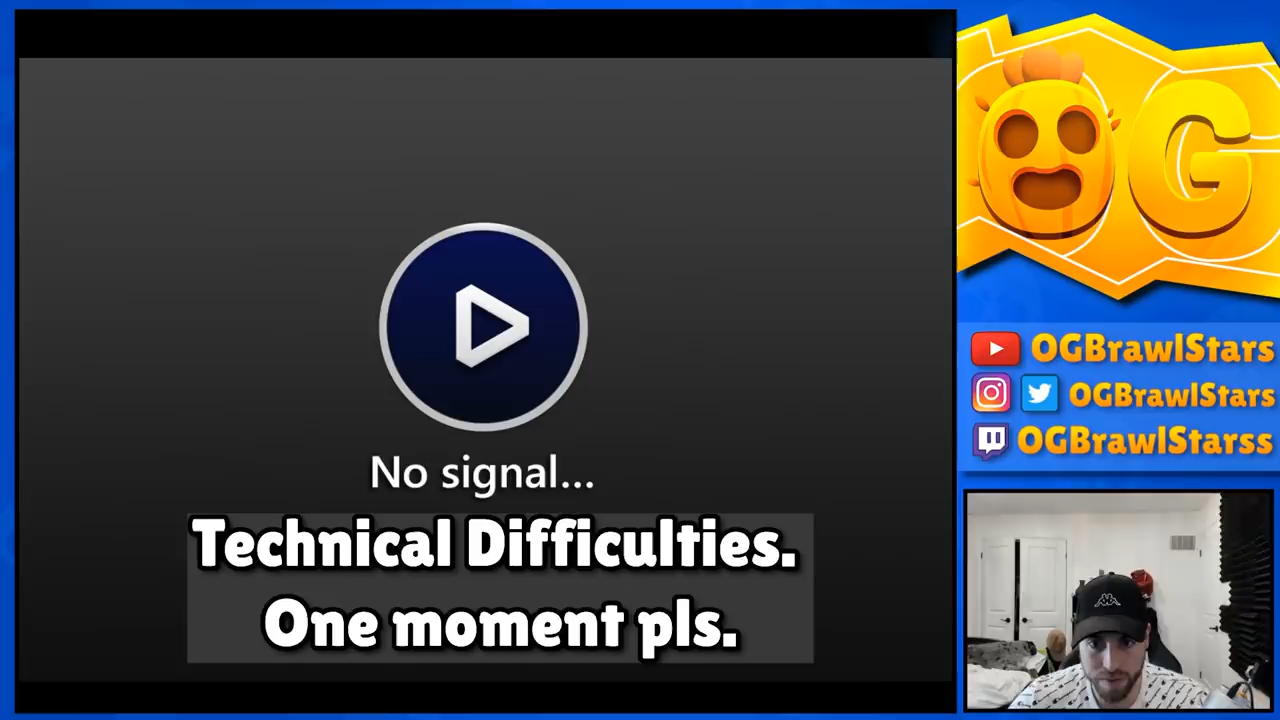 OG
No signal...
Technical Difficulties.
One moment pls.
OGBrawlStars
OGBrawlStars
OGBrawlStarss